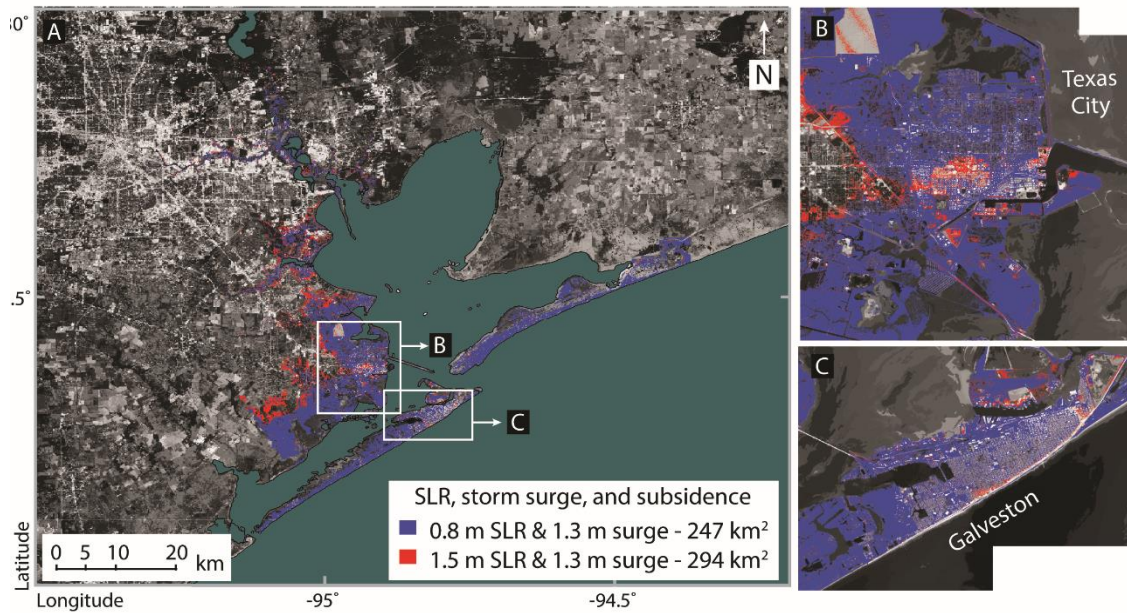 30˚
A
N
B
C
.5˚
SLR, storm surge, and subsidence
0.8 m SLR & 1.3 m surge - 247 km²
1.5 m SLR & 1.3 m surge - 294 km²
0 5 10 20
km
Latitude
Longitude
-95˚
-94.5˚
B
Texas
City
C
Galveston